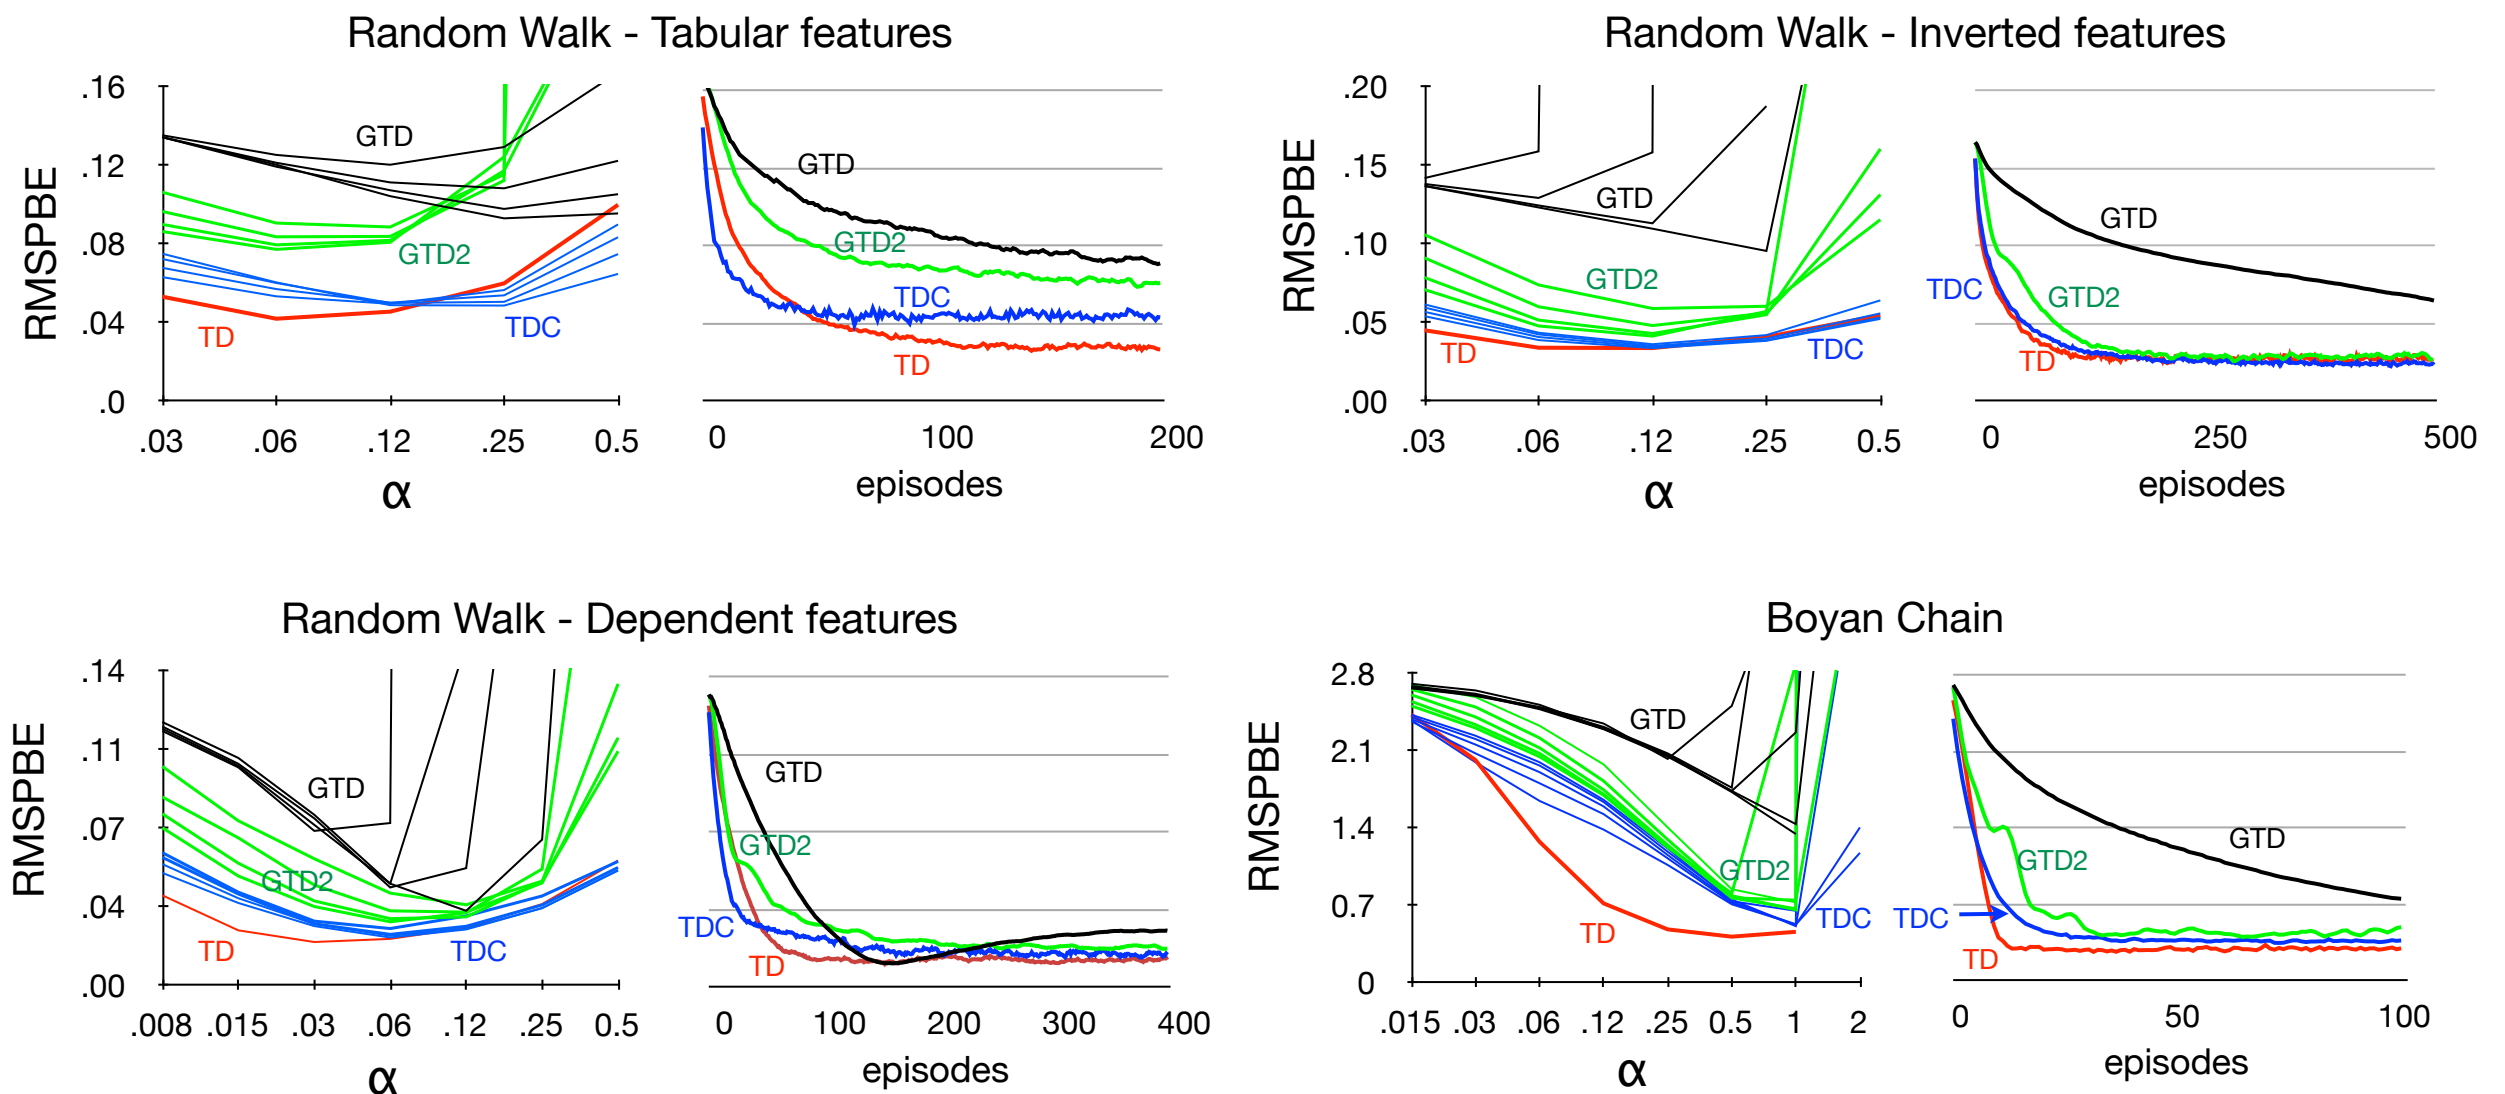 Random Walk - Tabular features
RMSPBE
.16
.12
.08
.04
.0
GTD
GTD2
TD
TDC
.03 .06 .12 .25 0.5
α
GTD
GTD2
TDC
TD
0 100 200
episodes
Random Walk - Inverted features
RMSPBE
.20
.15
.10
.05
.00
GTD
GTD2
TD
TDC
.03 .06 .12 .25 0.5
α
GTD
TDC
GTD2
TD
0 250 500
episodes
Random Walk - Dependent features
RMSPBE
.14
.11
.07
.04
.00
GTD
GTD2
TD
TDC
.008 .015 .03 .06 .12 .25 0.5
α
GTD
GTD2
TDC
TD
0 100 200 300 400
episodes
Boyan Chain
RMSPBE
2.8
2.1
1.4
0.7
0
GTD
GTD2
TDC
TD
.015 .03 .06 .12 .25 0.5 1 2
α
GTD
GTD2
TDC
TD
0 50 100
episodes